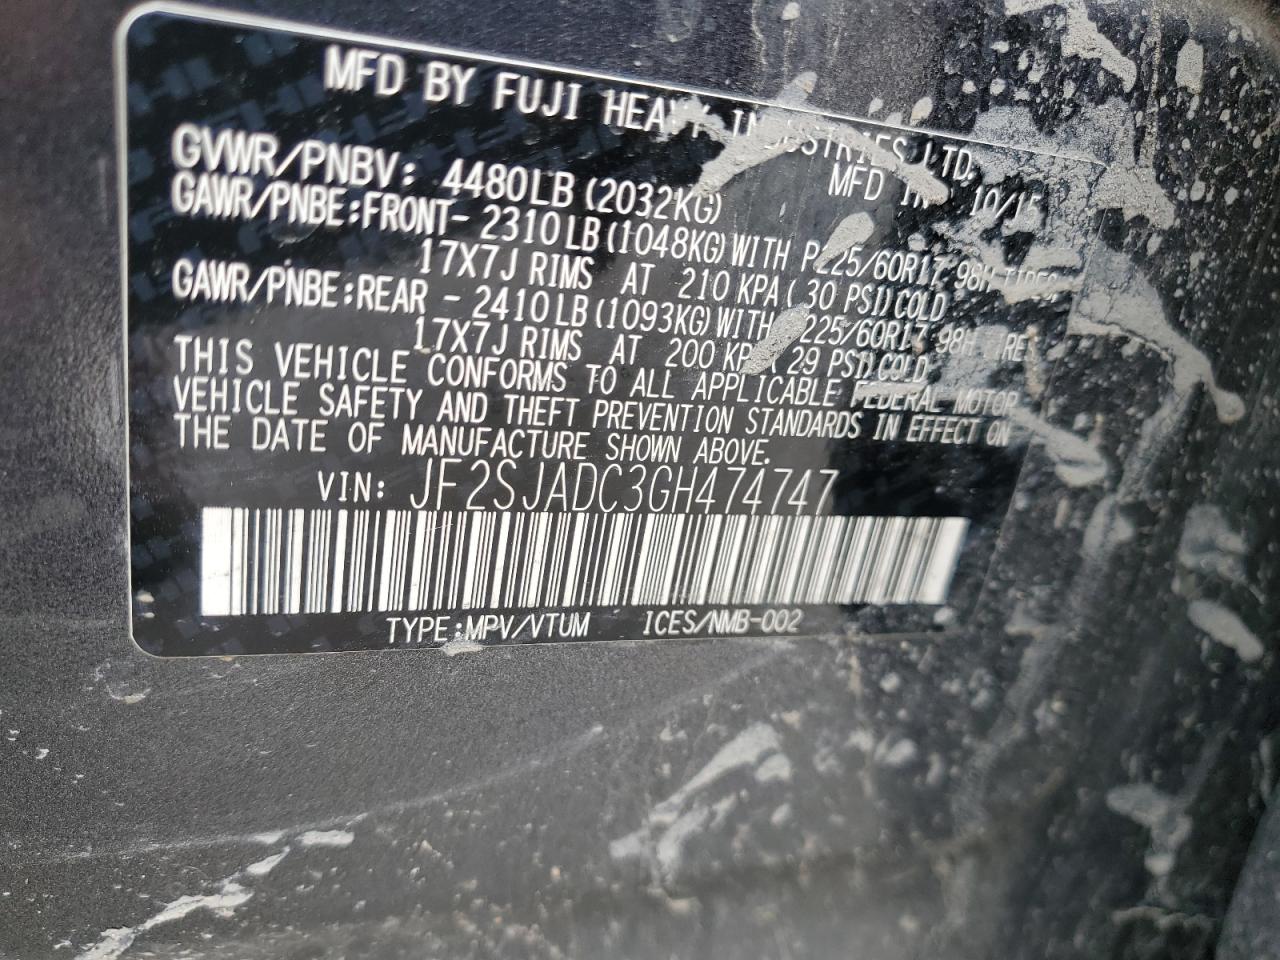 MFD BY FUJI HEAVY INDUSTRIES LTD.
MFD IN 10/15
GVWR/PNBV: 4480LB (2032KG)
GAWR/PNBE:FRONT- 2310LB(1048KG)WITH P225/60R17 98H TIRES
17X7J RIMS AT 210 KPA( 30 PSI)COLD
GAWR/PNBE:REAR - 2410LB(1093KG)WITH P225/60R17 98H TIRES
17X7J RIMS AT 200 KPA( 29 PSI)COLD
THIS VEHICLE CONFORMS TO ALL APPLICABLE FEDERAL MOTOR
VEHICLE SAFETY AND THEFT PREVENTION STANDARDS IN EFFECT ON
THE DATE OF MANUFACTURE SHOWN ABOVE.
VIN: JF2SJADC3GH474747
TYPE:MPV/VTUM ICES/NMB-002